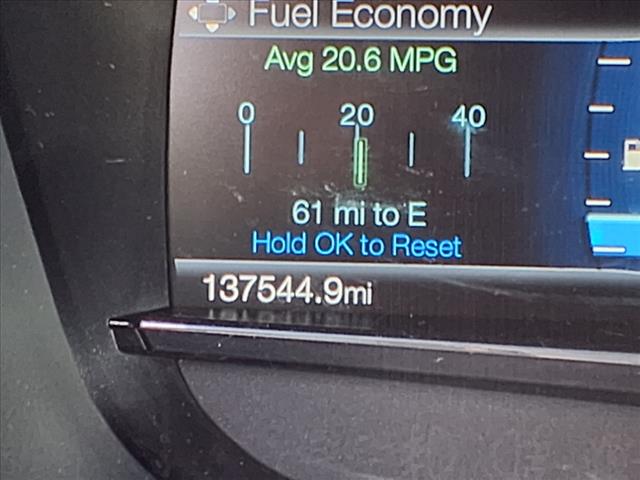 Fuel Economy
Avg 20.6 MPG
0 20 40
61 mi to E
Hold OK to Reset
137544.9mi